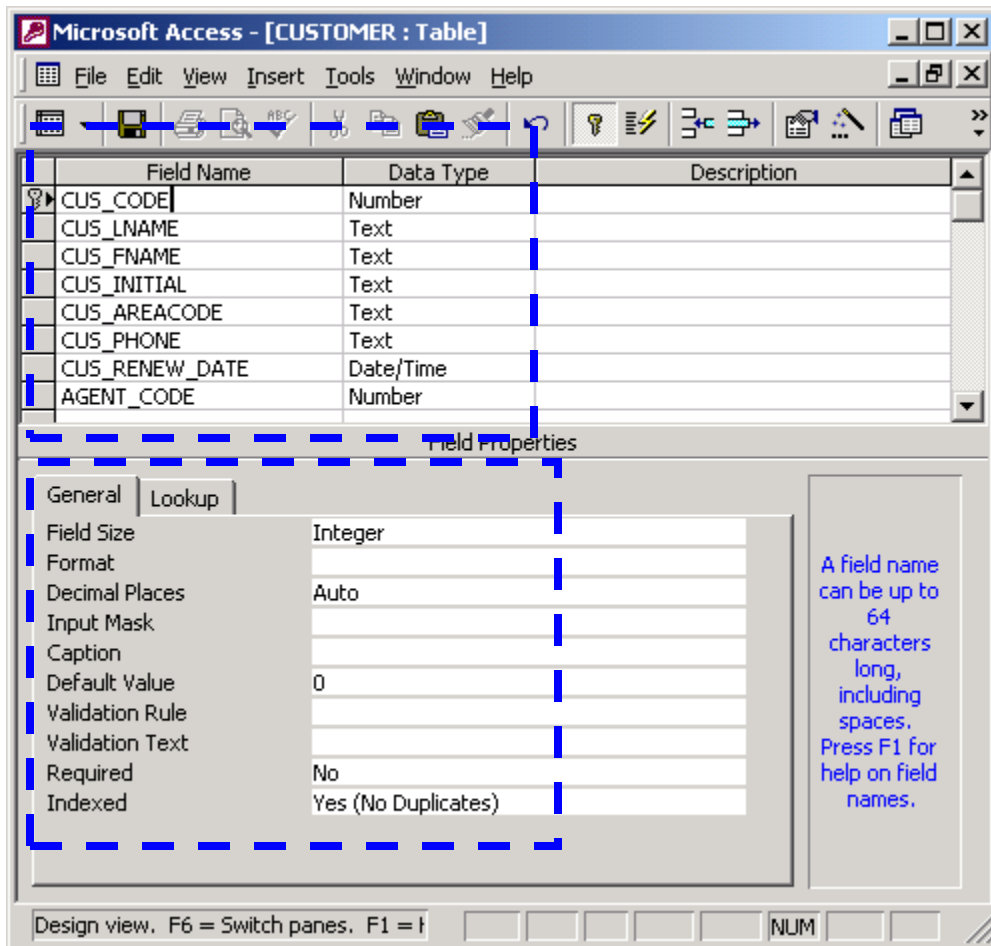 Microsoft Access - [CUSTOMER : Table]
File Edit View Insert Tools Window Help
ABC
Field Name Data Type Description
CUS_CODE Number
CUS_LNAME Text
CUS_FNAME Text
CUS_INITIAL Text
CUS_AREACODE Text
CUS_PHONE Text
CUS_RENEW_DATE Date/Time
AGENT_CODE Number
Field Properties
General Lookup
Field Size Integer
Format
Decimal Places Auto
Input Mask
Caption
Default Value 0
Validation Rule
Validation Text
Required No
Indexed Yes (No Duplicates)
A field name
can be up to
64
characters
long,
including
spaces.
Press F1 for
help on field
names.
Design view. F6 = Switch panes. F1 =
NUM